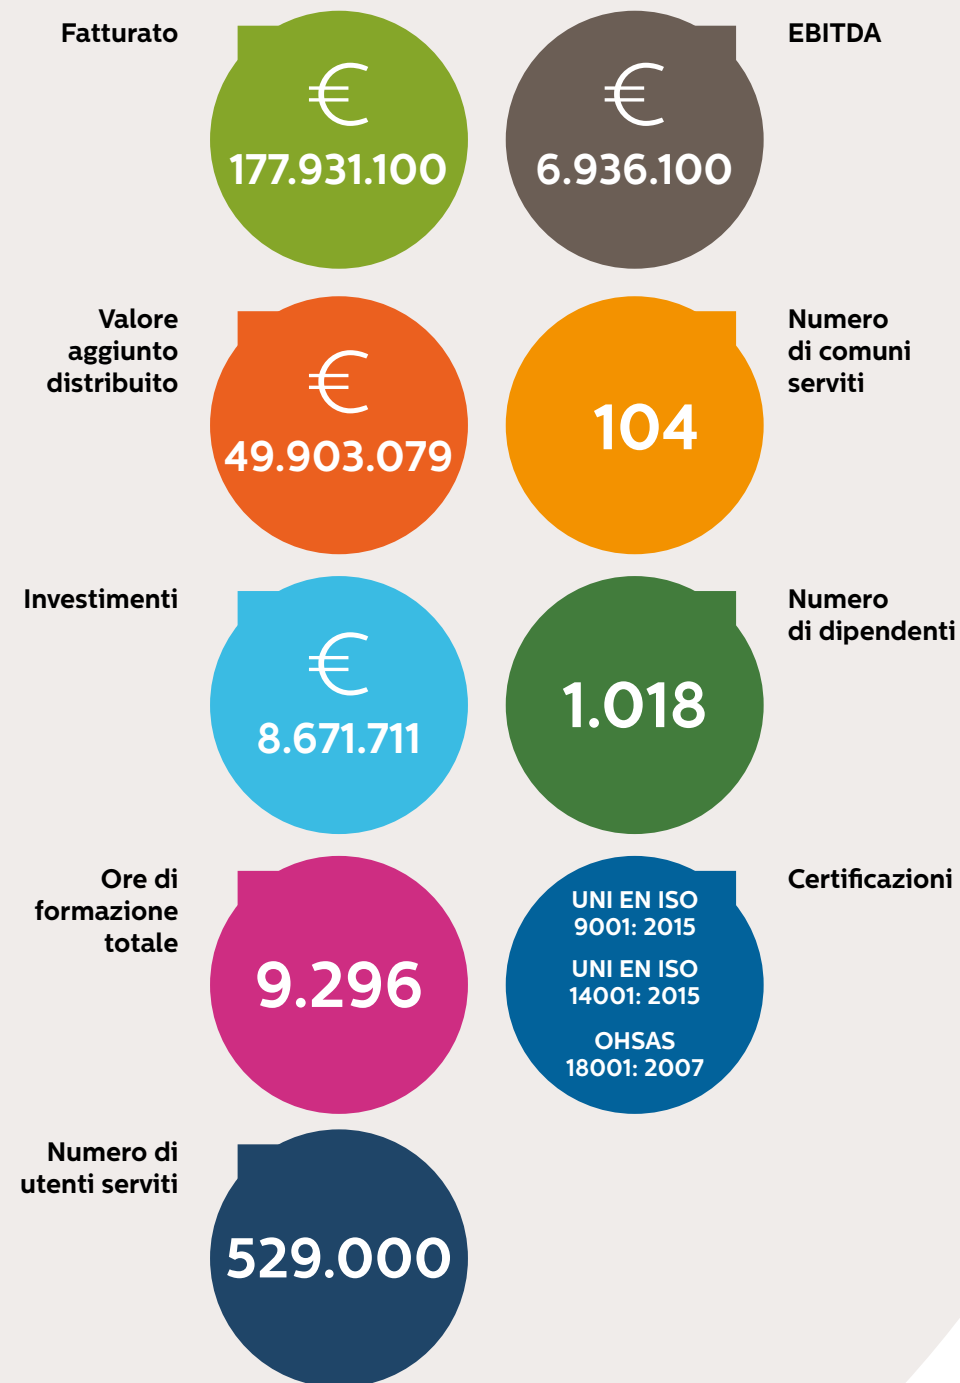 Fatturato
€
177.931.100
EBITDA
€
6.936.100
Valore
aggiunto
distribuito
€
49.903.079
Numero
di comuni
serviti
104
Investimenti
€
8.671.711
Numero
di dipendenti
1.018
Ore di
formazione
totale
9.296
Certificazioni
UNI EN ISO
9001: 2015
UNI EN ISO
14001: 2015
OHSAS
18001: 2007
Numero di
utenti serviti
529.000